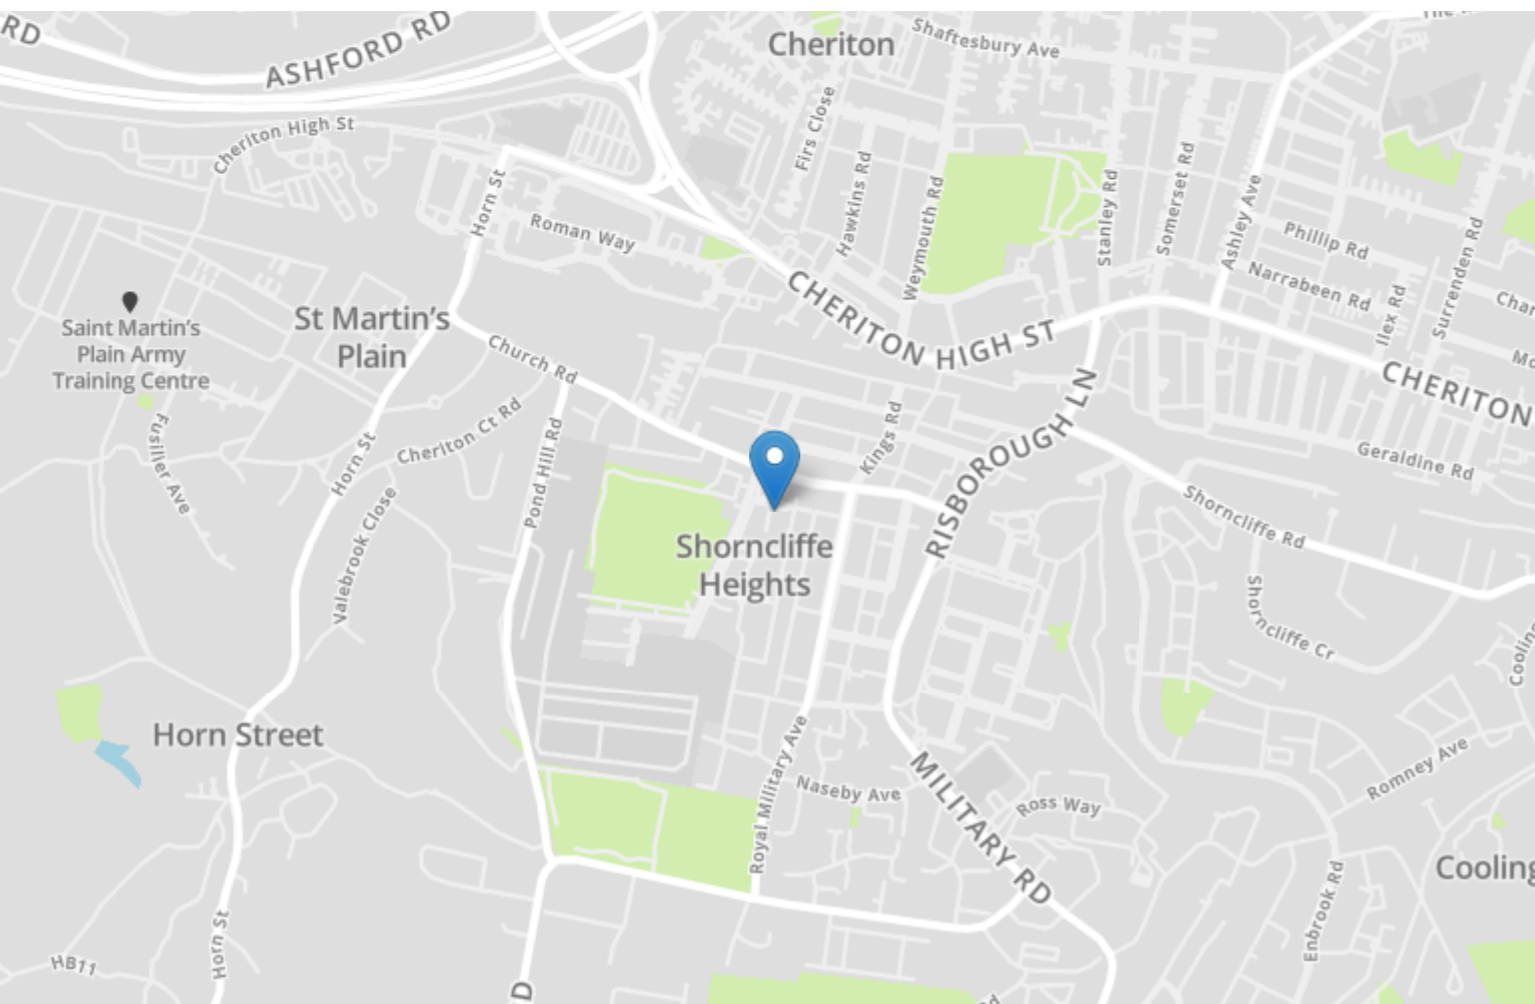 RD
ASHFORD RD
Cheriton
Shaftesbury Ave
Cheriton High St
Firs Close
Hawkins Rd
Weymouth Rd
Stanley Rd
Somerset Rd
Ashley Ave
Phillip Rd
Narrabeen Rd
Ilex Rd
Surrenden Rd
Horn St
Roman Way
CHERITON HIGH ST
CHERITON
Saint Martin's
Plain Army
Training Centre
St Martin's
Plain
Church Rd
Fusilier Ave
Horn St
Cheriton Ct Rd
Valebrook Close
Pond Hill Rd
Kings Rd
RISBOROUGH LN
Geraldine Rd
Shorncliffe Rd
Shorncliffe
Heights
Shorncliffe Cr
Horn Street
Royal Military Ave
Naseby Ave
MILITARY RD
Ross Way
Romney Ave
Enbrook Rd
Cooling
HB11
Horn St
D